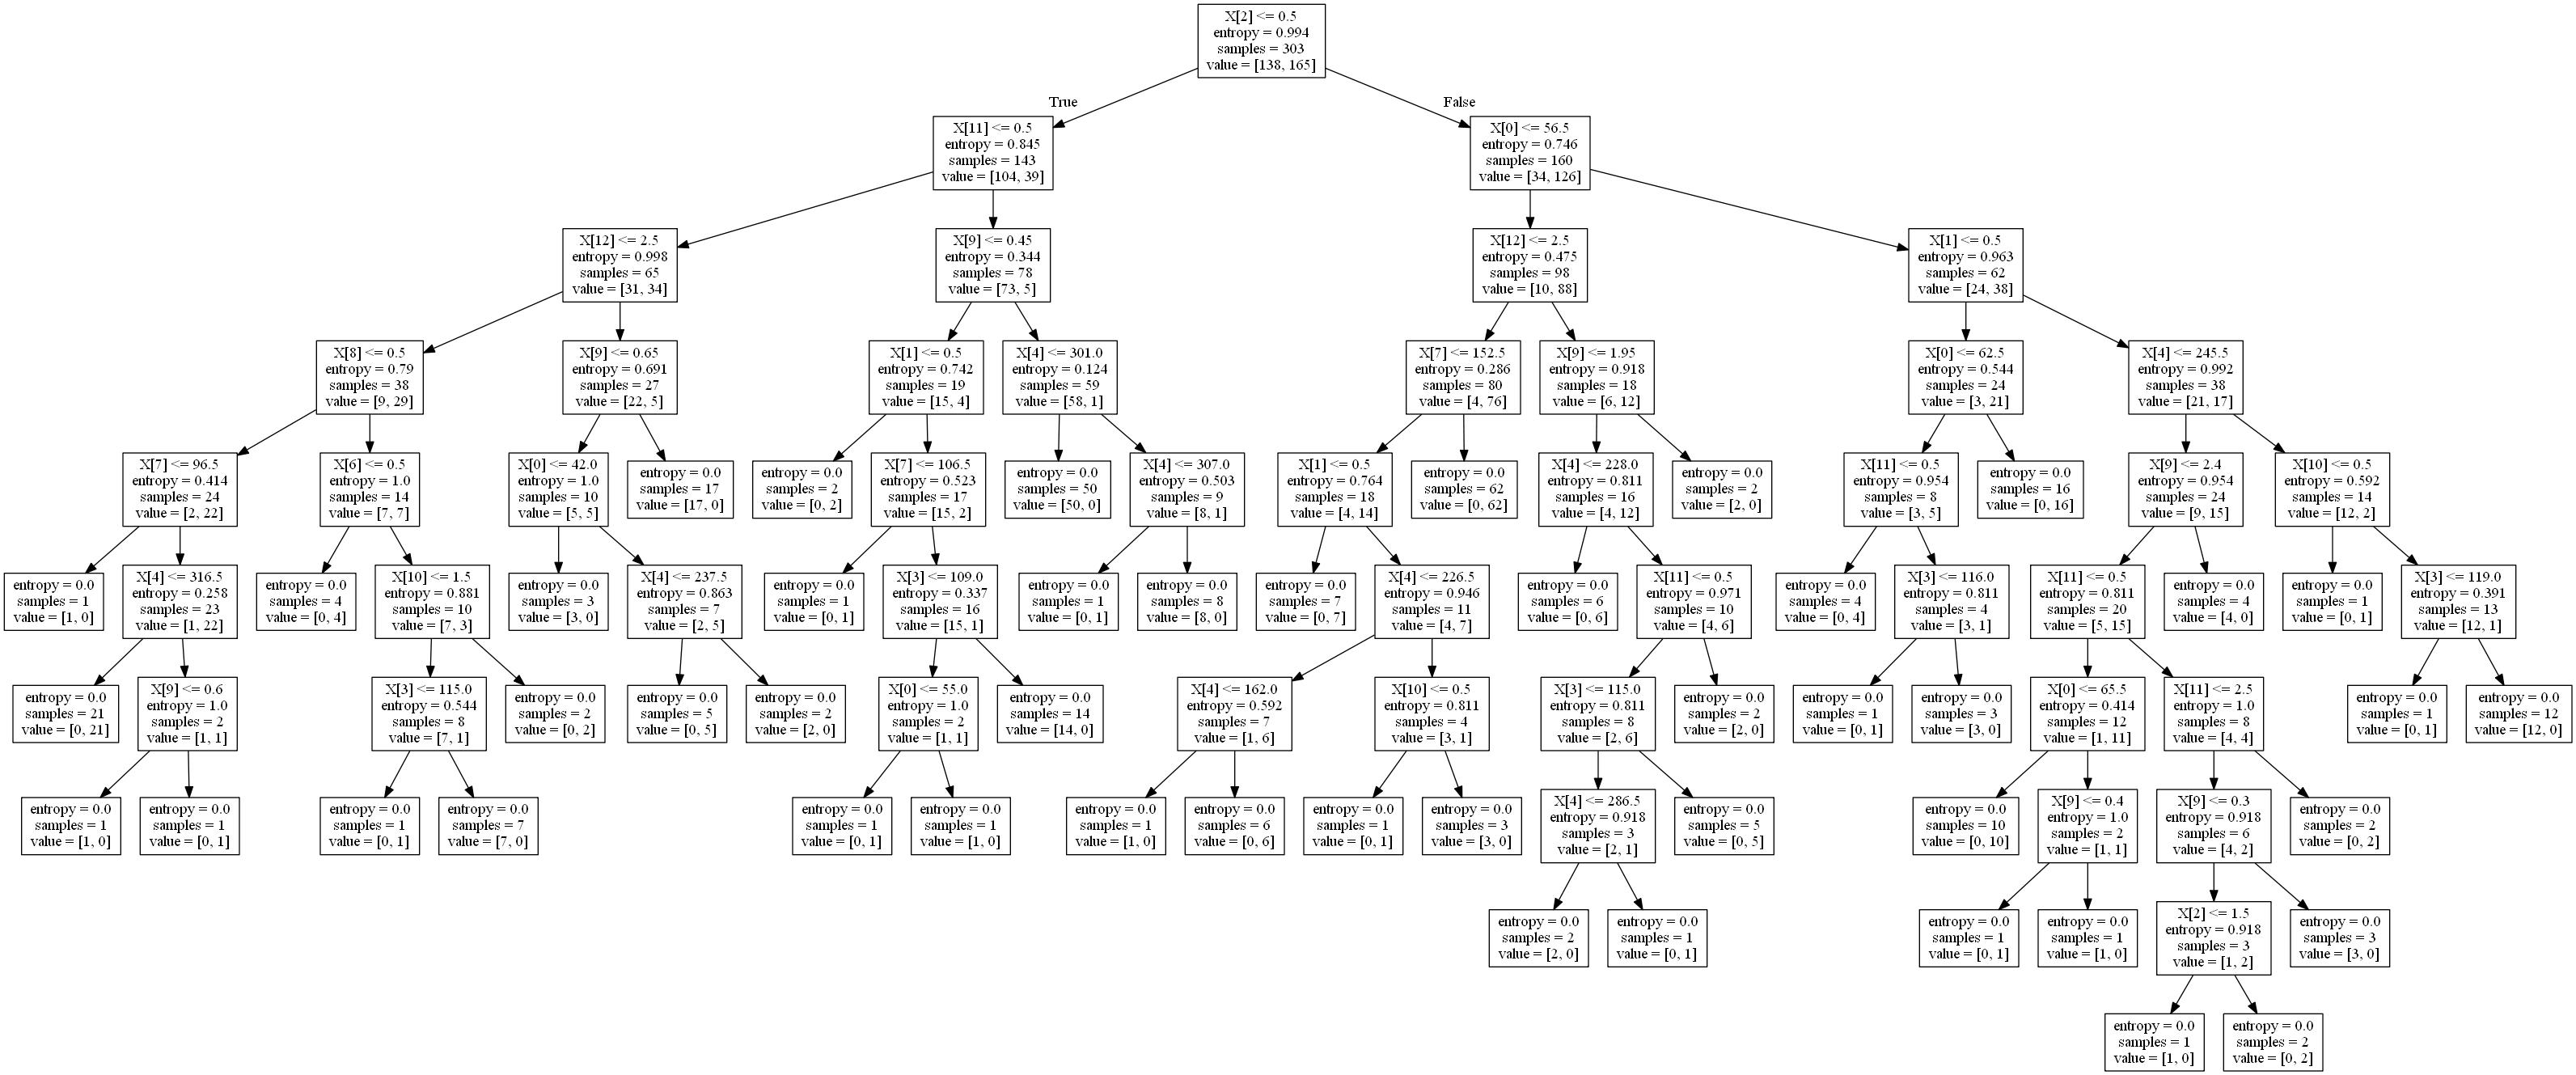 X[2] <= 0.5
entropy = 0.994
samples = 303
value = [138, 165]
True
False
X[11] <= 0.5
entropy = 0.845
samples = 143
value = [104, 39]
X[0] <= 56.5
entropy = 0.746
samples = 160
value = [34, 126]
X[12] <= 2.5
entropy = 0.998
samples = 65
value = [31, 34]
X[9] <= 0.45
entropy = 0.344
samples = 78
value = [73, 5]
X[12] <= 2.5
entropy = 0.475
samples = 98
value = [10, 88]
X[1] <= 0.5
entropy = 0.963
samples = 62
value = [24, 38]
X[8] <= 0.5
entropy = 0.79
samples = 38
value = [9, 29]
X[9] <= 0.65
entropy = 0.691
samples = 27
value = [22, 5]
X[1] <= 0.5
entropy = 0.742
samples = 19
value = [15, 4]
X[4] <= 301.0
entropy = 0.124
samples = 59
value = [58, 1]
X[7] <= 152.5
entropy = 0.286
samples = 80
value = [4, 76]
X[9] <= 1.95
entropy = 0.918
samples = 18
value = [6, 12]
X[0] <= 62.5
entropy = 0.544
samples = 24
value = [3, 21]
X[4] <= 245.5
entropy = 0.992
samples = 38
value = [21, 17]
X[7] <= 96.5
entropy = 0.414
samples = 24
value = [2, 22]
X[6] <= 0.5
entropy = 1.0
samples = 14
value = [7, 7]
X[0] <= 42.0
entropy = 1.0
samples = 10
value = [5, 5]
entropy = 0.0
samples = 17
value = [17, 0]
entropy = 0.0
samples = 2
value = [0, 2]
X[7] <= 106.5
entropy = 0.523
samples = 17
value = [15, 2]
entropy = 0.0
samples = 50
value = [50, 0]
X[4] <= 307.0
entropy = 0.503
samples = 9
value = [8, 1]
X[1] <= 0.5
entropy = 0.764
samples = 18
value = [4, 14]
entropy = 0.0
samples = 62
value = [0, 62]
X[4] <= 228.0
entropy = 0.811
samples = 16
value = [4, 12]
entropy = 0.0
samples = 2
value = [2, 0]
X[11] <= 0.5
entropy = 0.954
samples = 8
value = [3, 5]
entropy = 0.0
samples = 16
value = [0, 16]
X[9] <= 2.4
entropy = 0.954
samples = 24
value = [9, 15]
X[10] <= 0.5
entropy = 0.592
samples = 14
value = [12, 2]
entropy = 0.0
samples = 1
value = [1, 0]
X[4] <= 316.5
entropy = 0.258
samples = 23
value = [1, 22]
entropy = 0.0
samples = 4
value = [0, 4]
X[10] <= 1.5
entropy = 0.881
samples = 10
value = [7, 3]
entropy = 0.0
samples = 3
value = [3, 0]
X[4] <= 237.5
entropy = 0.863
samples = 7
value = [2, 5]
entropy = 0.0
samples = 1
value = [0, 1]
X[3] <= 109.0
entropy = 0.337
samples = 16
value = [15, 1]
entropy = 0.0
samples = 1
value = [0, 1]
entropy = 0.0
samples = 8
value = [8, 0]
entropy = 0.0
samples = 7
value = [0, 7]
X[4] <= 226.5
entropy = 0.946
samples = 11
value = [4, 7]
entropy = 0.0
samples = 6
value = [0, 6]
X[11] <= 0.5
entropy = 0.971
samples = 10
value = [4, 6]
entropy = 0.0
samples = 4
value = [0, 4]
X[3] <= 116.0
entropy = 0.811
samples = 4
value = [3, 1]
X[11] <= 0.5
entropy = 0.811
samples = 20
value = [5, 15]
entropy = 0.0
samples = 4
value = [4, 0]
entropy = 0.0
samples = 1
value = [0, 1]
X[3] <= 119.0
entropy = 0.391
samples = 13
value = [12, 1]
entropy = 0.0
samples = 21
value = [0, 21]
X[9] <= 0.6
entropy = 1.0
samples = 2
value = [1, 1]
X[3] <= 115.0
entropy = 0.544
samples = 8
value = [7, 1]
entropy = 0.0
samples = 2
value = [0, 2]
entropy = 0.0
samples = 5
value = [0, 5]
entropy = 0.0
samples = 2
value = [2, 0]
X[0] <= 55.0
entropy = 1.0
samples = 2
value = [1, 1]
entropy = 0.0
samples = 14
value = [14, 0]
X[4] <= 162.0
entropy = 0.592
samples = 7
value = [1, 6]
X[10] <= 0.5
entropy = 0.811
samples = 4
value = [3, 1]
X[3] <= 115.0
entropy = 0.811
samples = 8
value = [2, 6]
entropy = 0.0
samples = 2
value = [2, 0]
entropy = 0.0
samples = 1
value = [0, 1]
entropy = 0.0
samples = 3
value = [3, 0]
X[0] <= 65.5
entropy = 0.414
samples = 12
value = [1, 11]
X[11] <= 2.5
entropy = 1.0
samples = 8
value = [4, 4]
entropy = 0.0
samples = 1
value = [0, 1]
entropy = 0.0
samples = 12
value = [12, 0]
entropy = 0.0
samples = 1
value = [1, 0]
entropy = 0.0
samples = 1
value = [0, 1]
entropy = 0.0
samples = 1
value = [0, 1]
entropy = 0.0
samples = 7
value = [7, 0]
entropy = 0.0
samples = 1
value = [0, 1]
entropy = 0.0
samples = 1
value = [1, 0]
entropy = 0.0
samples = 1
value = [1, 0]
entropy = 0.0
samples = 6
value = [0, 6]
entropy = 0.0
samples = 1
value = [0, 1]
entropy = 0.0
samples = 3
value = [3, 0]
X[4] <= 286.5
entropy = 0.918
samples = 3
value = [2, 1]
entropy = 0.0
samples = 5
value = [0, 5]
entropy = 0.0
samples = 10
value = [0, 10]
X[9] <= 0.4
entropy = 1.0
samples = 2
value = [1, 1]
X[9] <= 0.3
entropy = 0.918
samples = 6
value = [4, 2]
entropy = 0.0
samples = 2
value = [0, 2]
entropy = 0.0
samples = 2
value = [2, 0]
entropy = 0.0
samples = 1
value = [0, 1]
entropy = 0.0
samples = 1
value = [0, 1]
entropy = 0.0
samples = 1
value = [1, 0]
X[2] <= 1.5
entropy = 0.918
samples = 3
value = [1, 2]
entropy = 0.0
samples = 3
value = [3, 0]
entropy = 0.0
samples = 1
value = [1, 0]
entropy = 0.0
samples = 2
value = [0, 2]